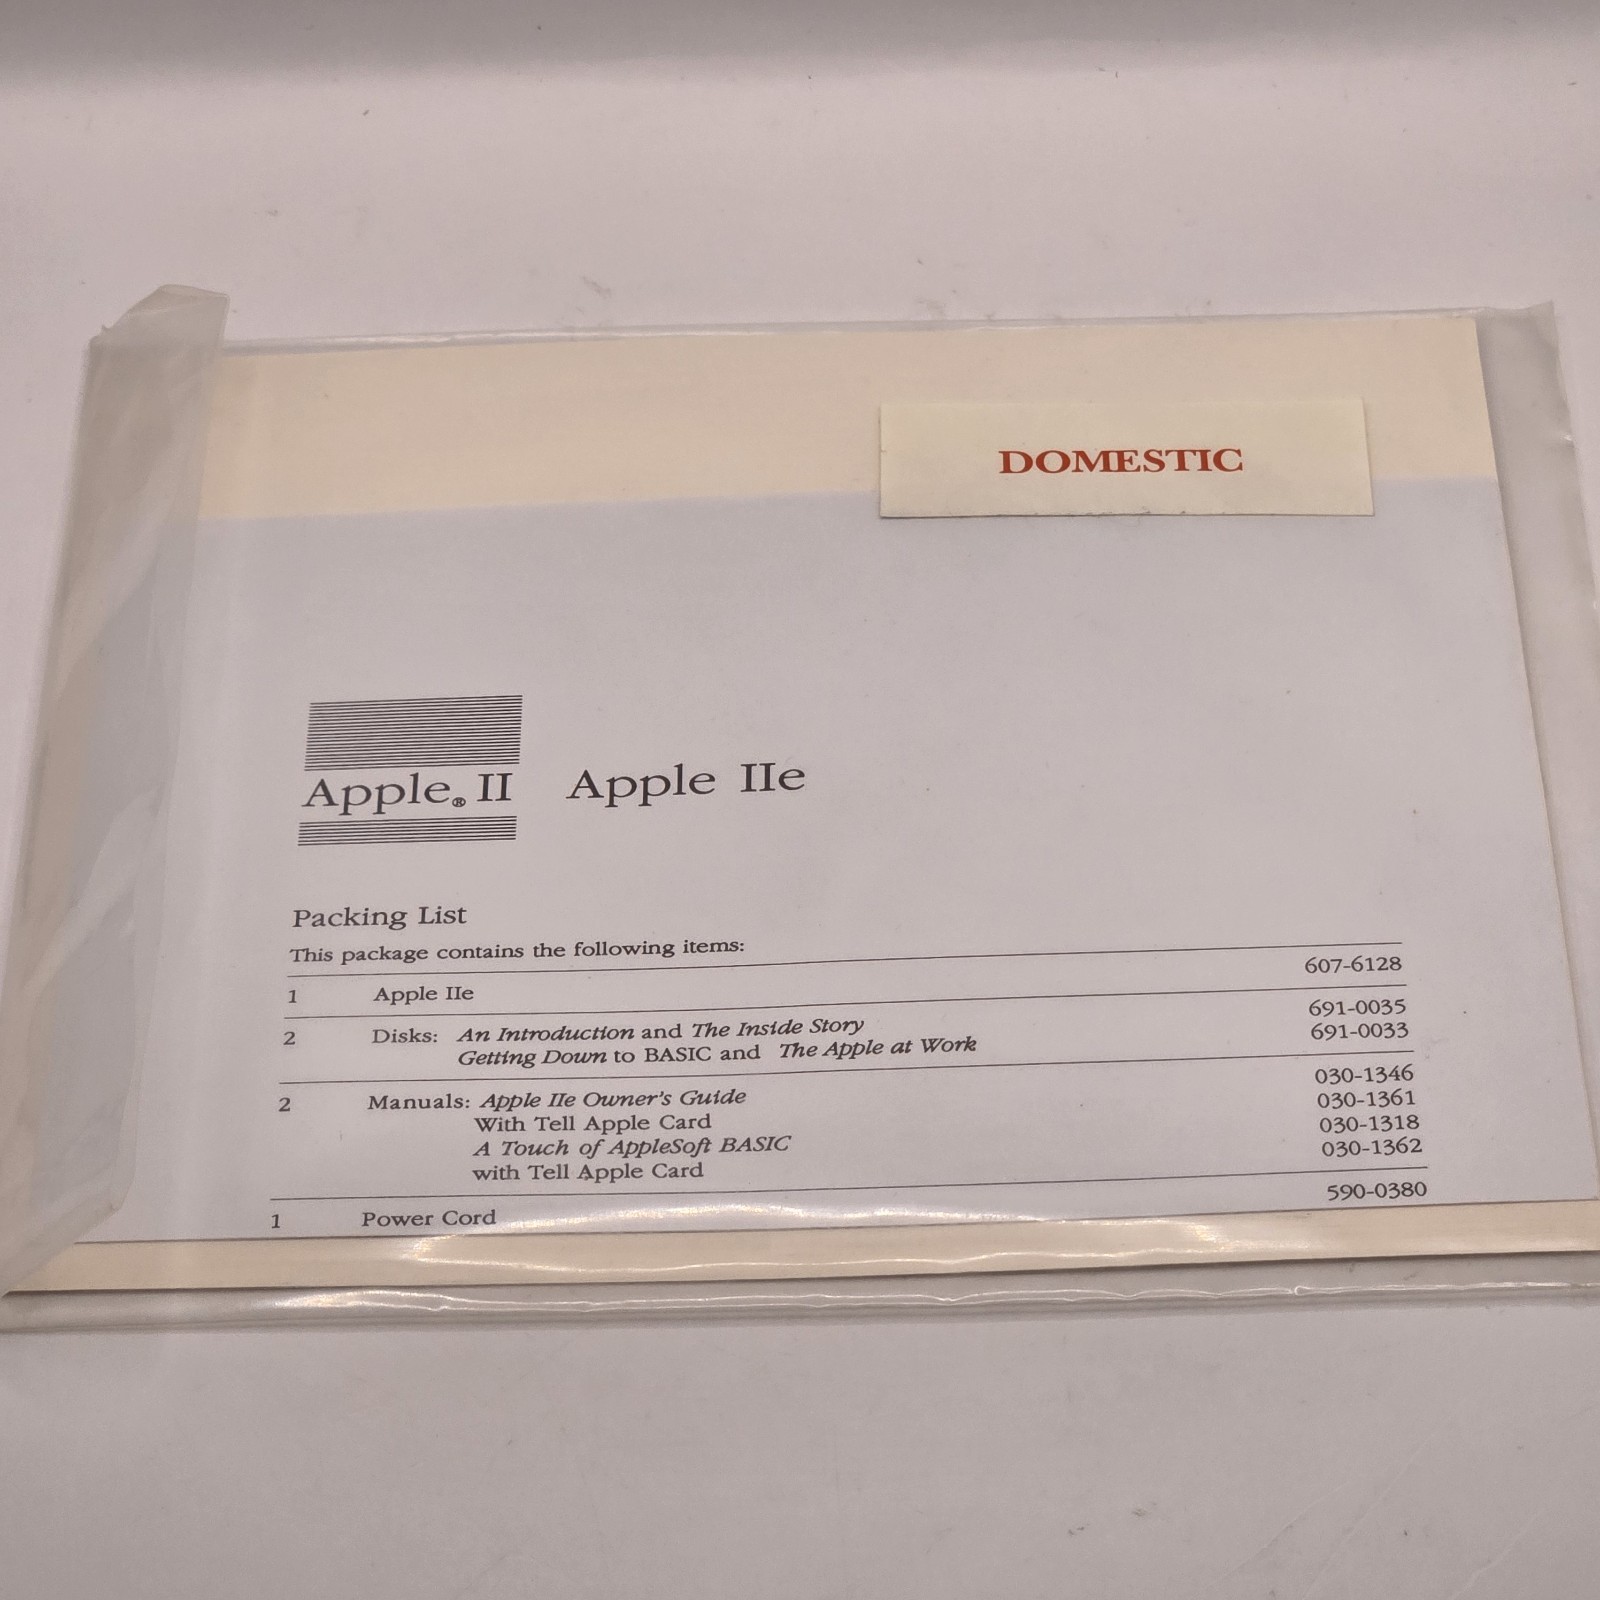 DOMESTIC
Apple® II Apple IIe
Packing List
This package contains the following items:
1 Apple IIe 607-6128
2 Disks: An Introduction and The Inside Story 691-0035
Getting Down to BASIC and The Apple at Work 691-0033
2 Manuals: Apple IIe Owner's Guide 030-1346
With Tell Apple Card 030-1361
A Touch of AppleSoft BASIC 030-1318
with Tell Apple Card 030-1362
1 Power Cord 590-0380